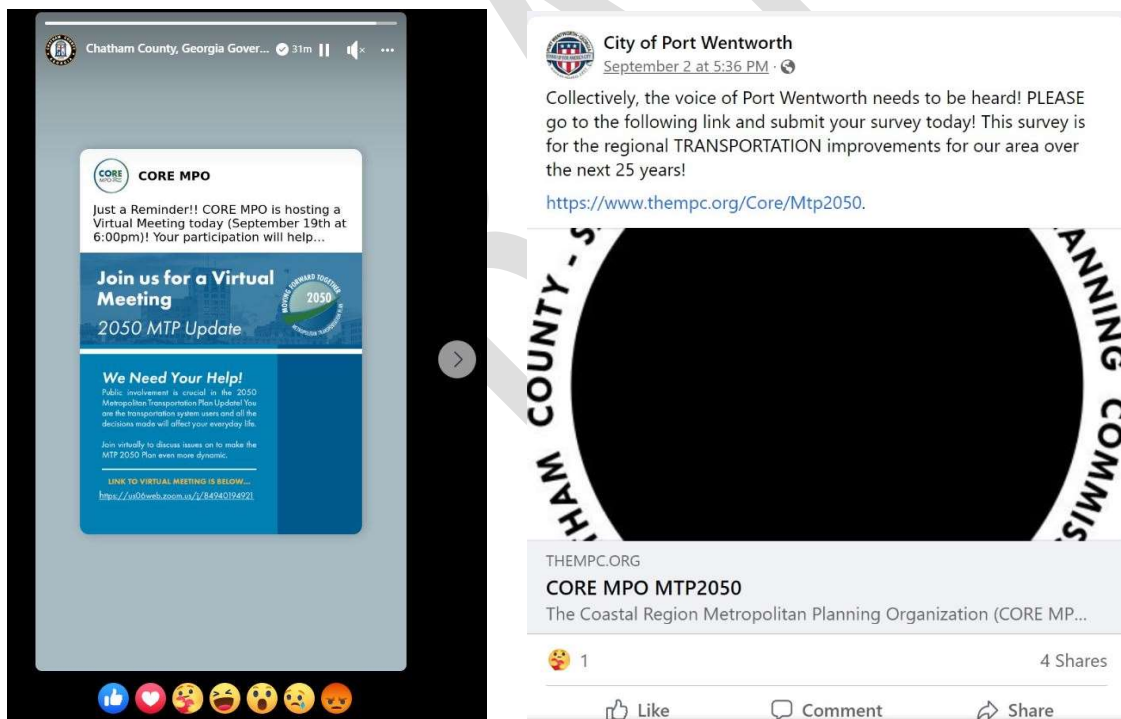 Chatham County, Georgia Gover... 31m
CORE
CORE MPO
Just a Reminder!! CORE MPO is hosting a
Virtual Meeting today (September 19th at
6:00pm)! Your participation will help...
Join us for a Virtual
Meeting
2050 MTP Update
MOVING FORWARD TOGETHER
2050
We Need Your Help!
Public involvement is crucial in the 2050
Metropolitan Transportation Plan Update! You
are the transportation system users and all the
decisions made will affect your everyday life.
Join virtually to discuss issues on to make the
MTP 2050 Plan even more dynamic.
LINK TO VIRTUAL MEETING IS BELOW...
https://us06web.zoom.us/j/84940194921
City of Port Wentworth
September 2 at 5:36 PM ·
Collectively, the voice of Port Wentworth needs to be heard! PLEASE
go to the following link and submit your survey today! This survey is
for the regional TRANSPORTATION improvements for our area over
the next 25 years!
https://www.thempc.org/Core/Mtp2050.
HAM COUNTY - S
ANNING COMMIS
THEMPC.ORG
CORE MPO MTP2050
The Coastal Region Metropolitan Planning Organization (CORE MP...
1
4 Shares
Like
Comment
Share